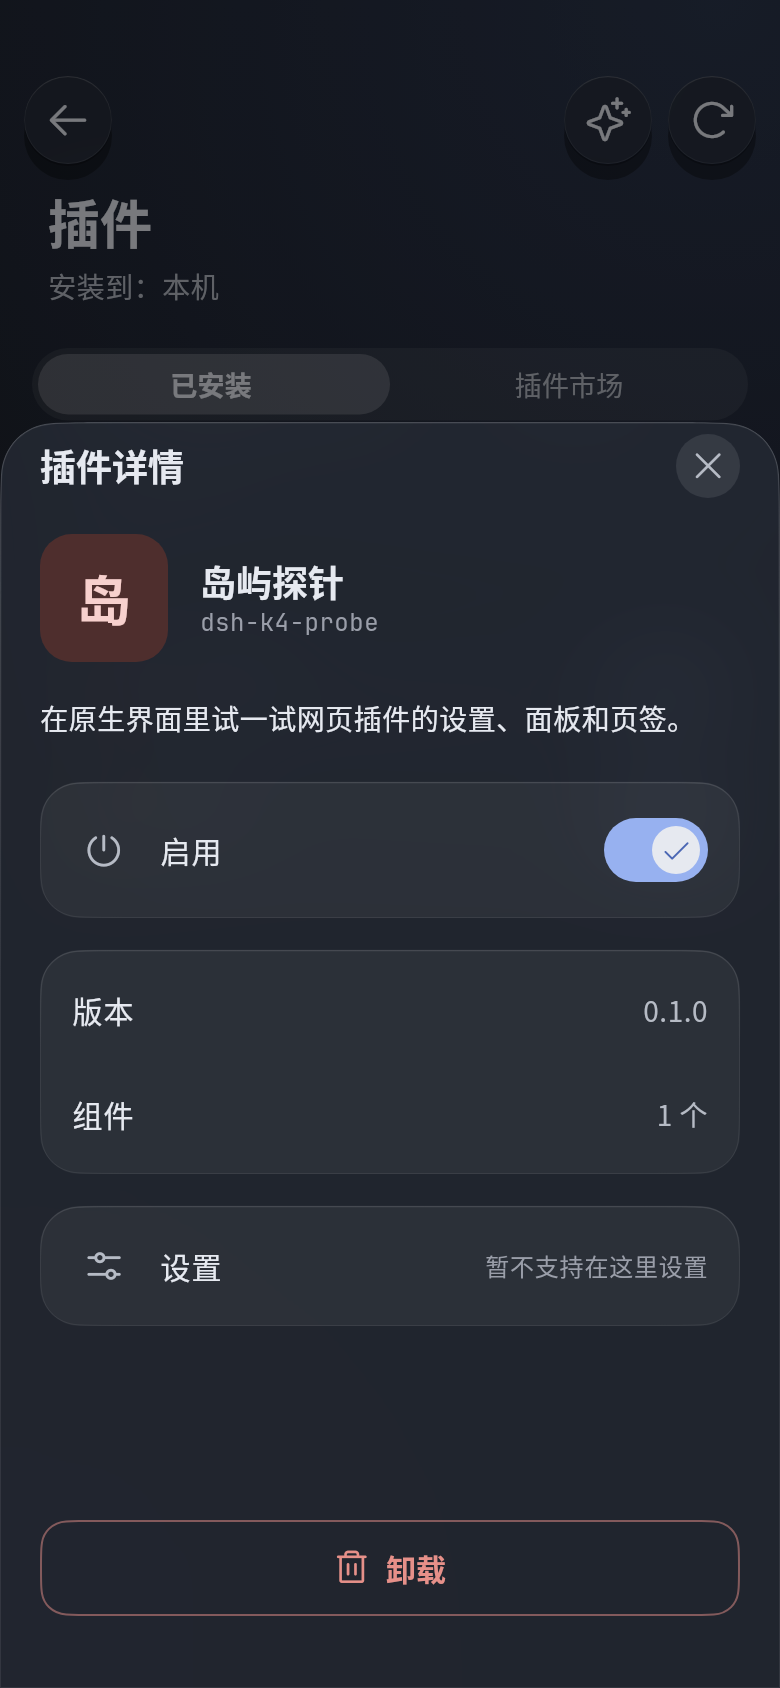 插件
安装到：本机
已安装
插件市场
插件详情
岛
岛屿探针
dsh-k4-probe
在原生界面里试一试网页插件的设置、面板和页签。
启用
版本
0.1.0
组件
1 个
设置
暂不支持在这里设置
卸载